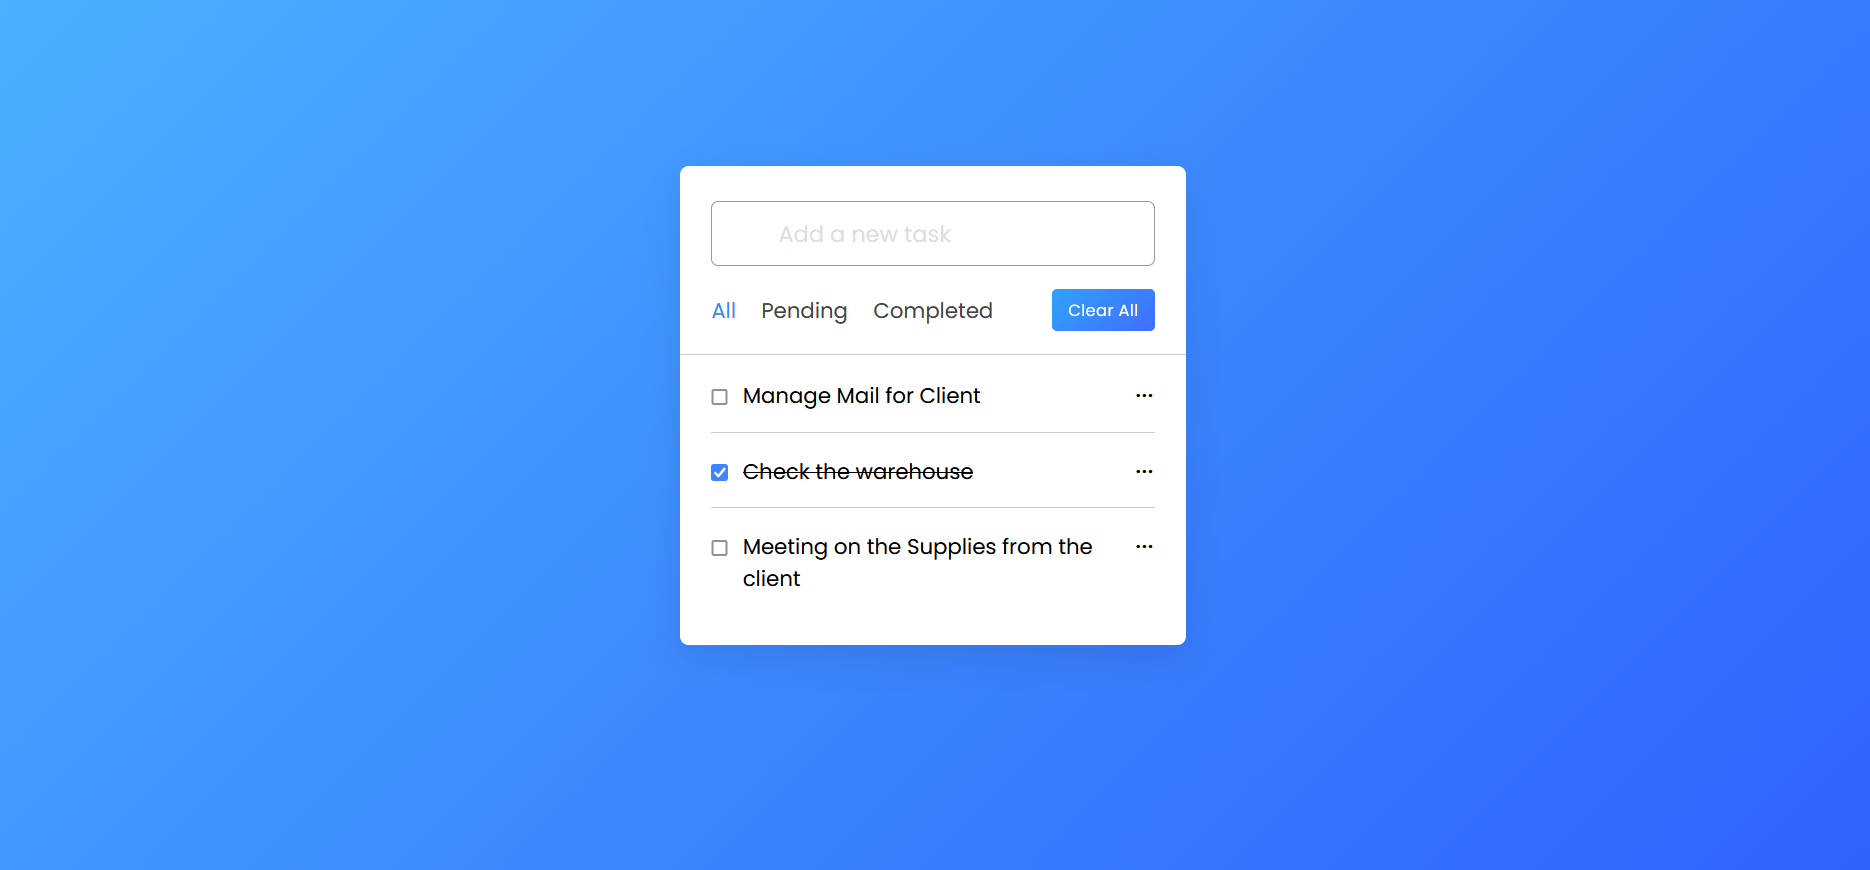 Add a new task
All Pending Completed Clear All
Manage Mail for Client
Check the warehouse
Meeting on the Supplies from the
client